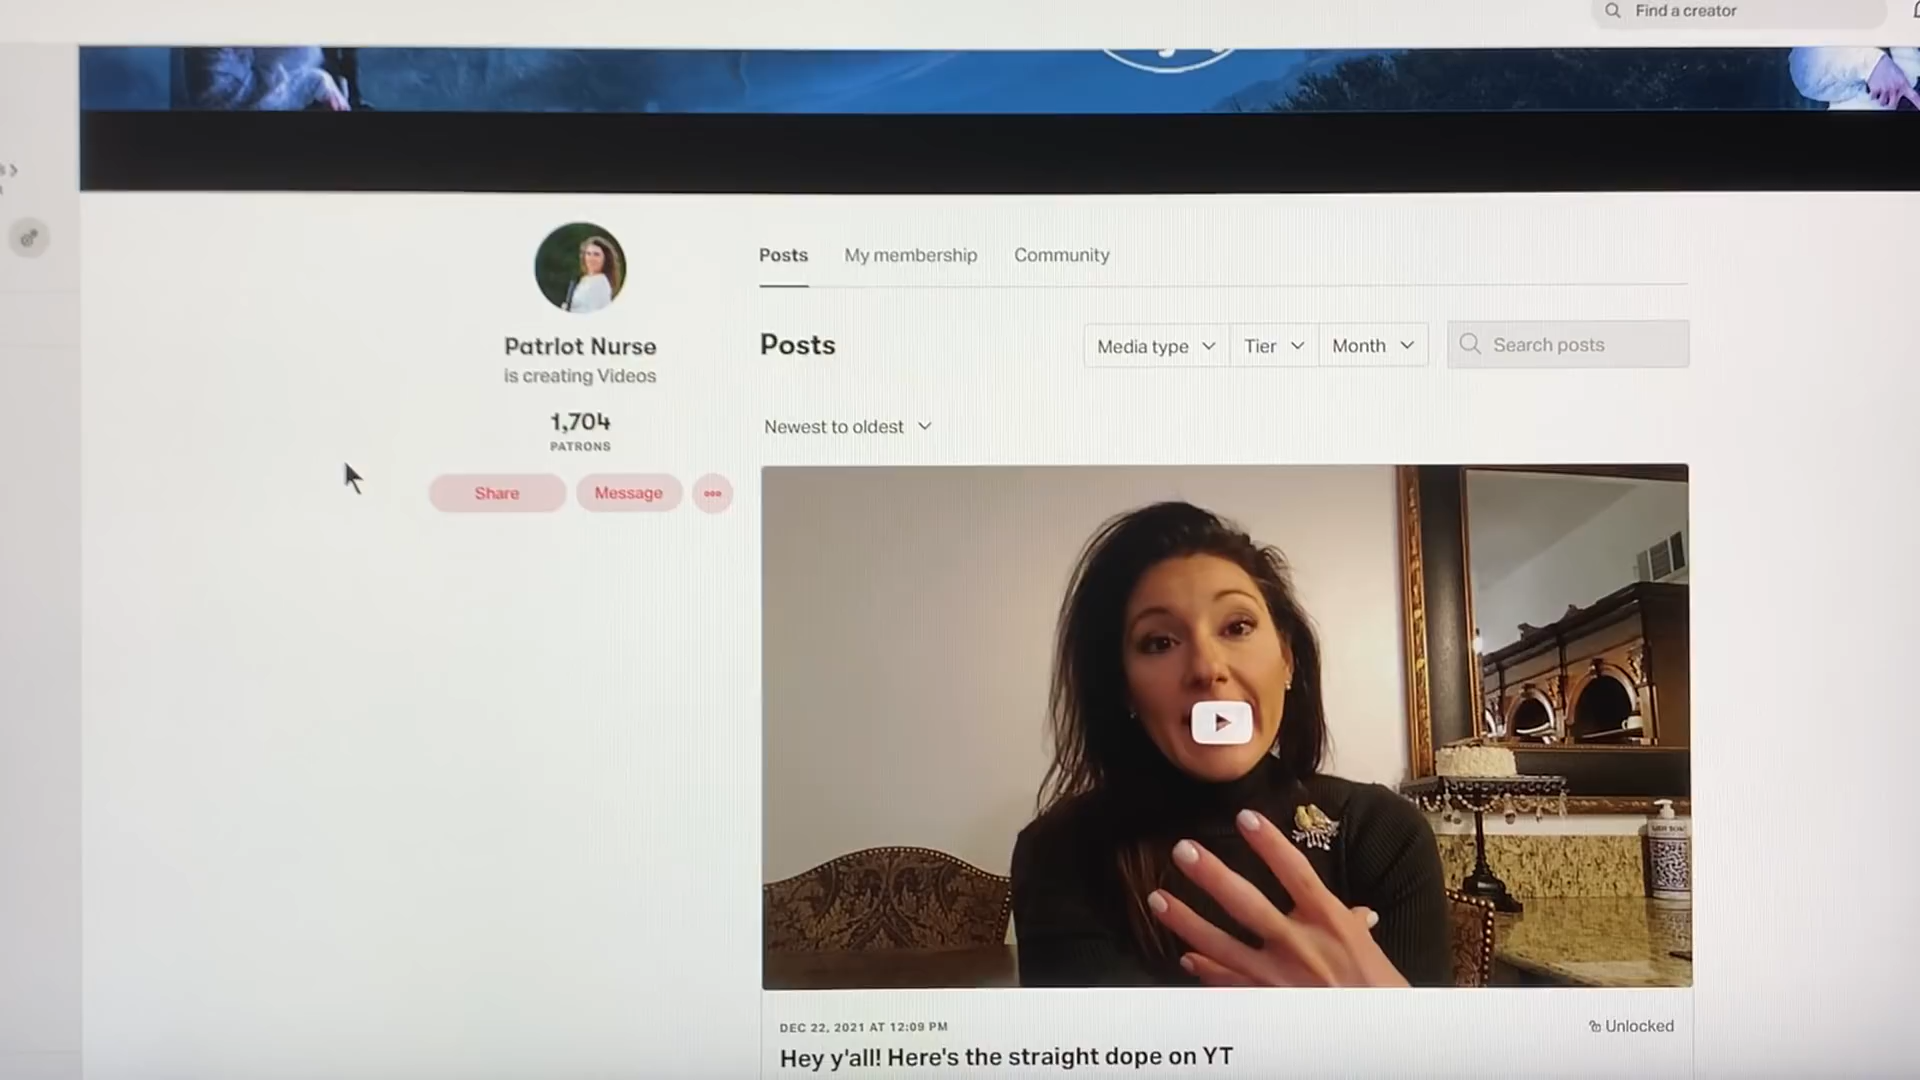 Find a creator
Posts
My membership
Community
Patriot Nurse
is creating Videos
1,704
PATRONS
Share
Message
Posts
Media type
Tier
Month
Search posts
Newest to oldest
DEC 22, 2021 AT 12:09 PM
Unlocked
Hey y'all! Here's the straight dope on YT